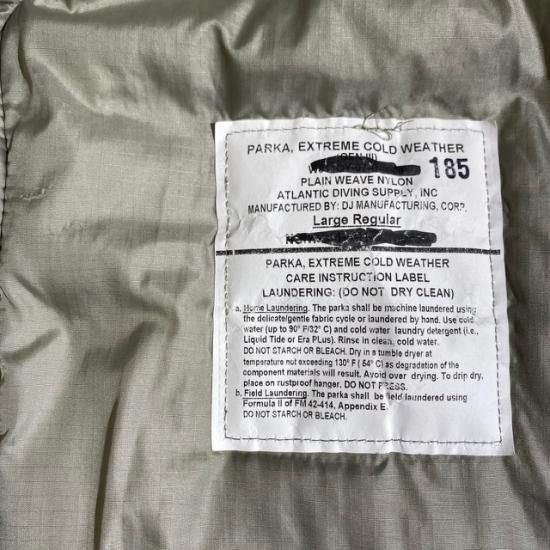 PARKA, EXTREME COLD WEATHER
(GEN III)
185
PLAIN WEAVE NYLON
ATLANTIC DIVING SUPPLY, INC
MANUFACTURED BY: DJ MANUFACTURING, CORP.
Large Regular
PARKA, EXTREME COLD WEATHER
CARE INSTRUCTION LABEL
LAUNDERING: (DO NOT DRY CLEAN)
a. Home Laundering. The parka shall be machine laundered using
the delicate/gentle fabric cycle or laundered by hand. Use cold
water (up to 90° F/32° C) and cold water laundry detergent (i.e.,
Liquid Tide or Era PLus). Rinse in clean, cold water.
DO NOT STARCH OR BLEACH. Dry in a tumble dryer at
temperature not exceeding 130° F ( 54° C) as degradation of the
component materials will result. Avoid over drying. To drip dry,
place on rustproof hanger. DO NOT PRESS.
b. Field Laundering. The parka shall be field laundered using
Formula II of FM 42-414, Appendix E.
DO NOT STARCH OR BLEACH.